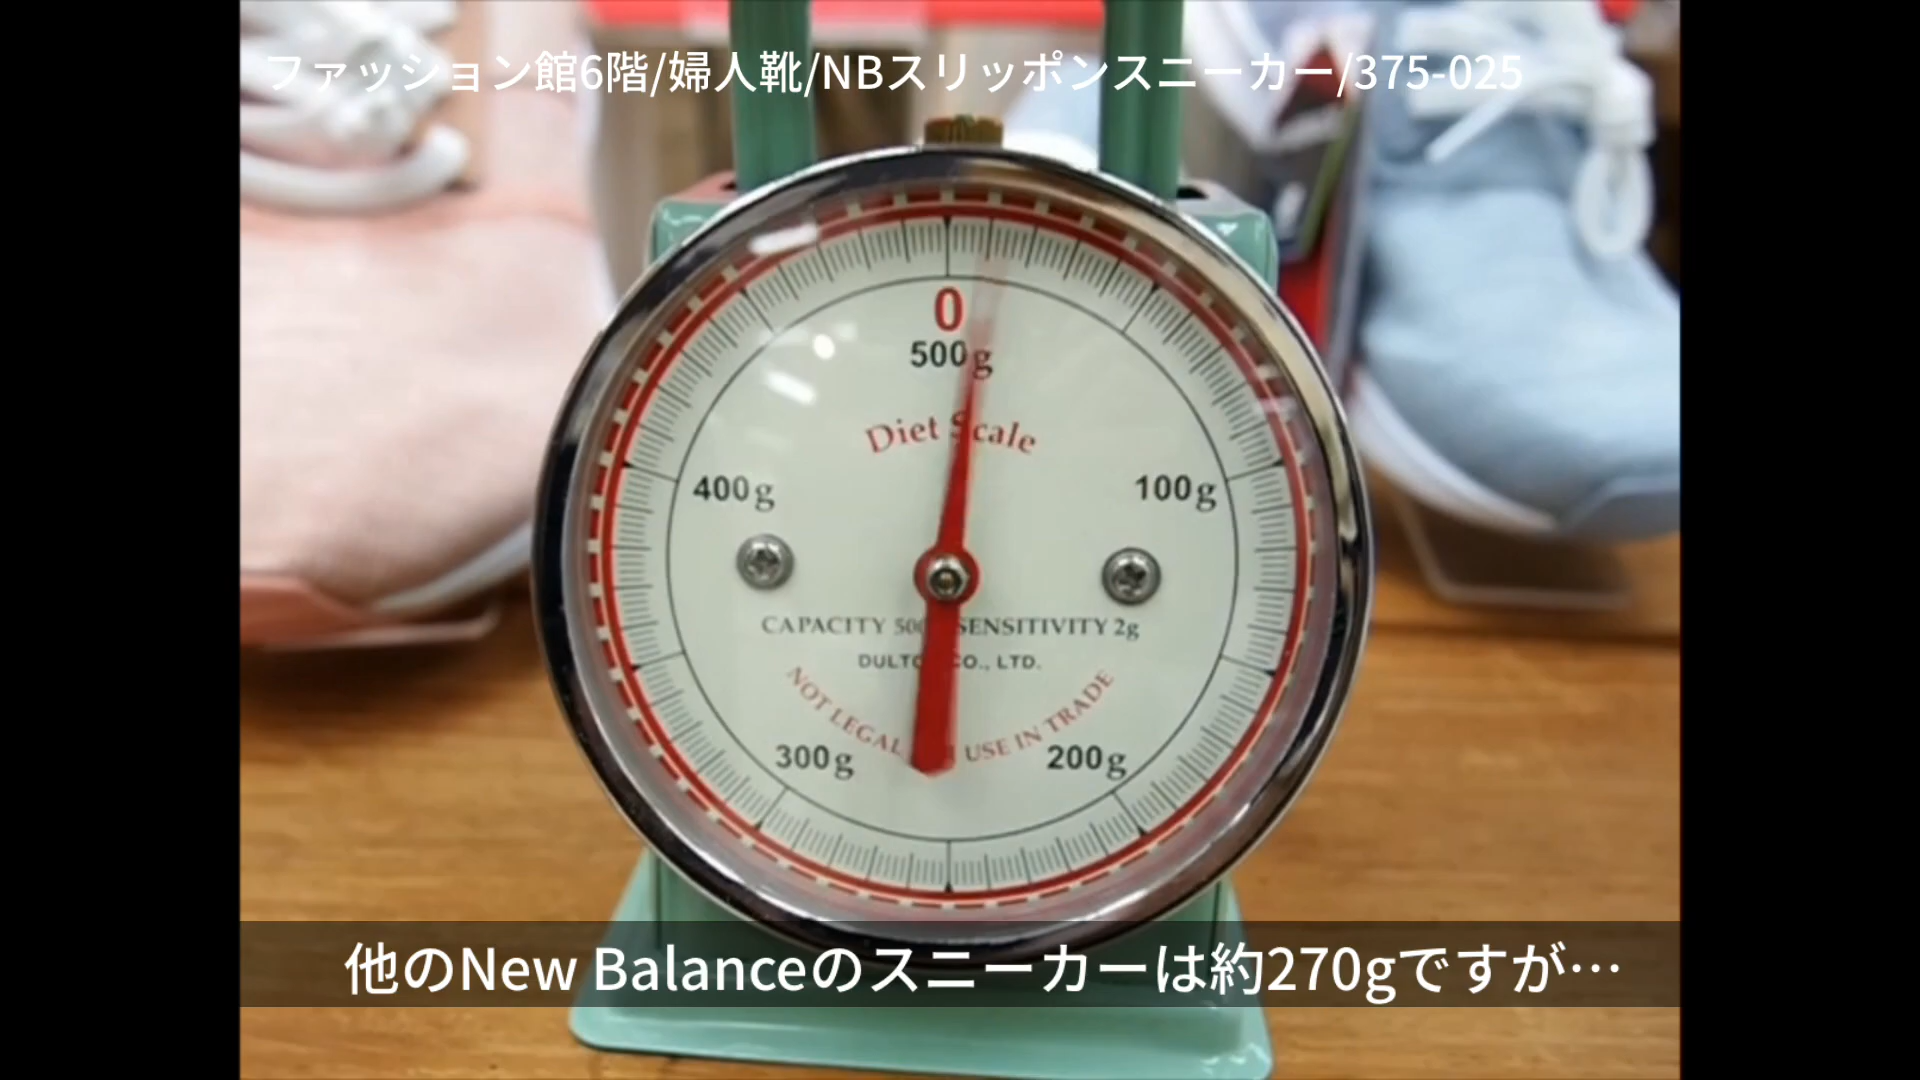 ファッション館6階/婦人靴/NBスリッポンスニーカー/375-025
0
500g
Diet Scale
400g
100g
CAPACITY 500 SENSITIVITY 2g
DULTON CO., LTD.
NOT LEGAL USE IN TRADE
300g
200g
他のNew Balanceのスニーカーは約270gですが…